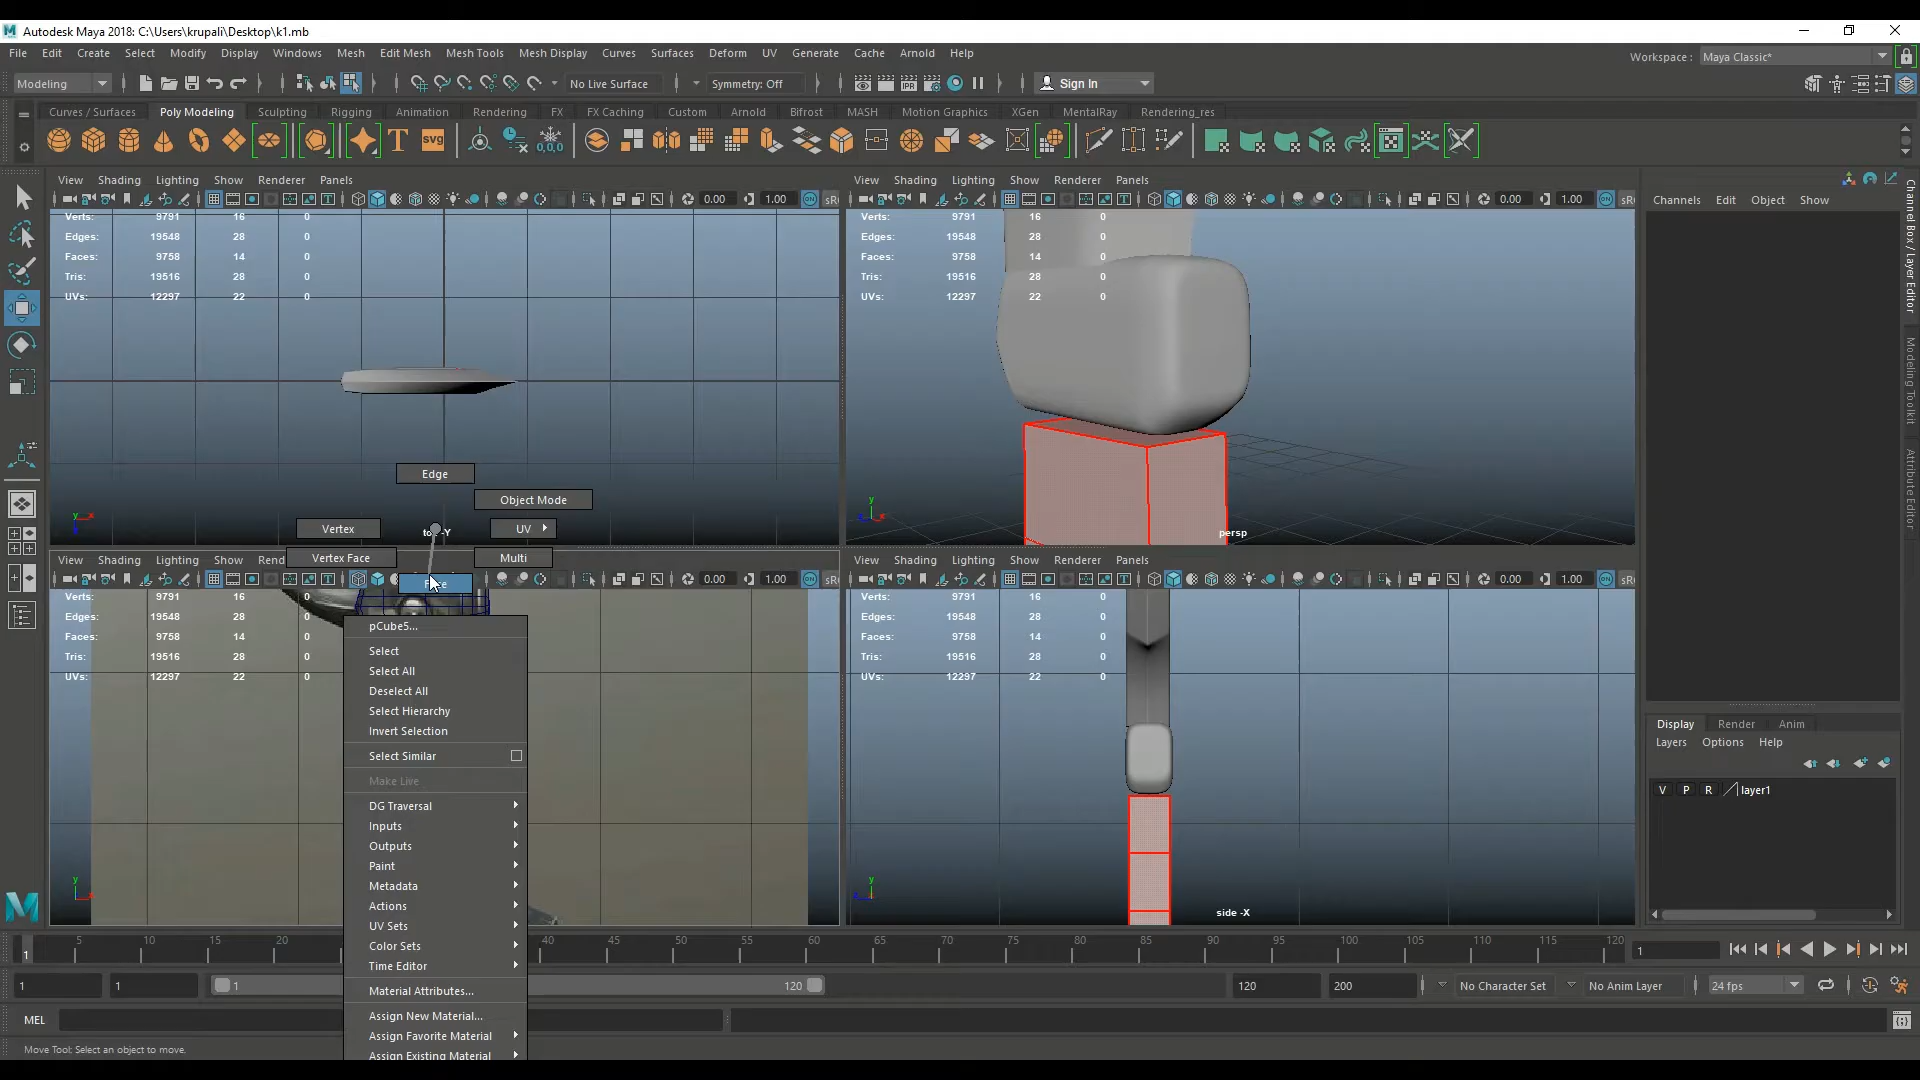 Autodesk Maya 2018: C:\Users\krupali\Desktop\k1.mb
File Edit Create Select Modify Display Windows Mesh Edit Mesh Mesh Tools Mesh Display Curves Surfaces Deform UV Generate Cache Arnold Help
Workspace : Maya Classic*
Modeling No Live Surface Symmetry: Off Sign In
Curves / Surfaces Poly Modeling Sculpting Rigging Animation Rendering FX FX Caching Custom Arnold Bifrost MASH Motion Graphics XGen MentalRay Rendering_res
View Shading Lighting Show Renderer Panels
0.00 1.00
Verts: 9791 16 0
Edges: 19548 28 0
Faces: 9758 14 0
Tris: 19516 28 0
UVs: 12297 22 0
View Shading Lighting Show Renderer Panels
0.00 1.00
Verts: 9791 16 0
Edges: 19548 28 0
Faces: 9758 14 0
Tris: 19516 28 0
UVs: 12297 22 0
persp
Edge
Object Mode
Vertex
UV
Vertex Face
Multi
View Shading Lighting Show
0.00 1.00
Verts: 9791 16 0
Edges: 19548 28 0
Faces: 9758 14 0
Tris: 19516 28 0
UVs: 12297 22 0
View Shading Lighting Show Renderer Panels
0.00 1.00
Verts: 9791 16 0
Edges: 19548 28 0
Faces: 9758 14 0
Tris: 19516 28 0
UVs: 12297 22 0
side -X
pCube5...
Select
Select All
Deselect All
Select Hierarchy
Invert Selection
Select Similar
Make Live
DG Traversal
Inputs
Outputs
Paint
Metadata
Actions
UV Sets
Color Sets
Time Editor
Material Attributes...
Assign New Material...
Assign Favorite Material
Assign Existing Material
Channels Edit Object Show
Channel Box / Layer Editor
Modeling Toolkit
Attribute Editor
Display Render Anim
Layers Options Help
V P R layer1
1 5 10 15 20 40 45 50 55 60 65 70 75 80 85 90 95 100 105 110 115 120 1
1 1 1 120 120 200 No Character Set No Anim Layer 24 fps
MEL
Move Tool: Select an object to move.